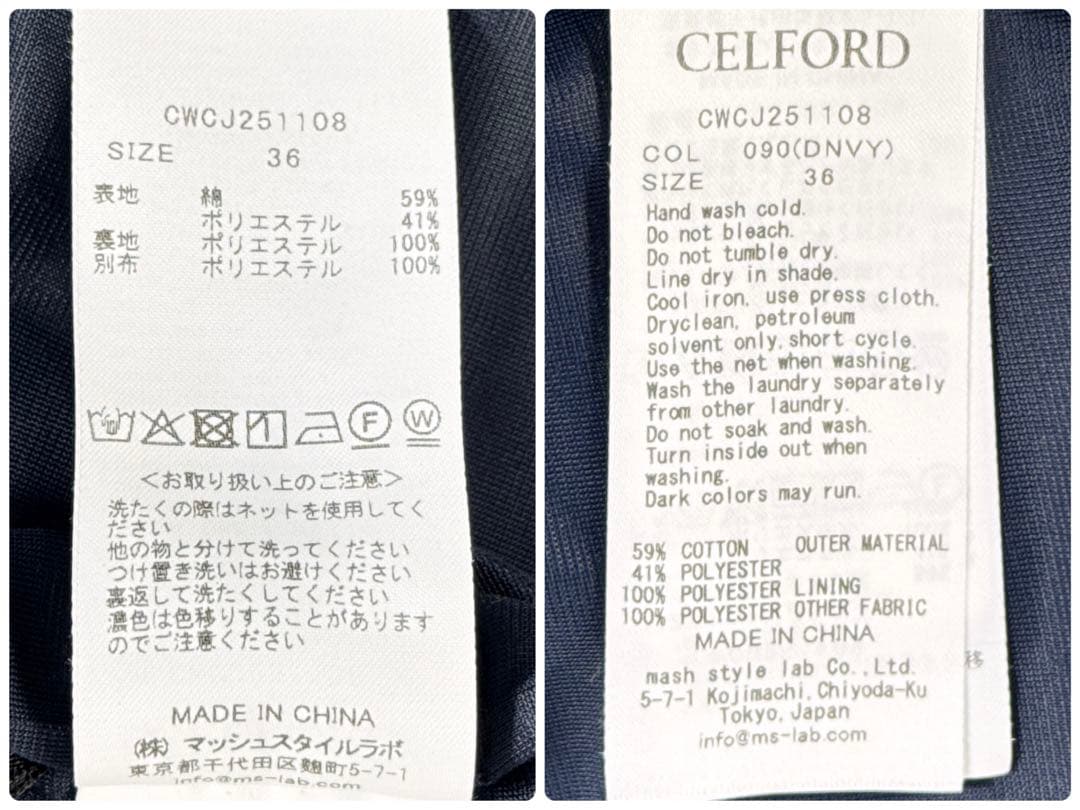 CWCJ251108
SIZE 36
表地 綿 59%
ポリエステル 41%
裏地 ポリエステル 100%
別布 ポリエステル 100%
F W
<お取り扱い上のご注意>
洗たくの際はネットを使用してく
ださい
他の物と分けて洗ってください
つけ置き洗いはお避けください
裏返して洗たくしてください
濃色は色移りすることがあります
のでご注意ください
MADE IN CHINA
(株) マッシュスタイルラボ
東京都千代田区麹町5-7-1
info@ms-lab.com
CELFORD
CWCJ251108
COL 090(DNVY)
SIZE 36
Hand wash cold.
Do not bleach.
Do not tumble dry.
Line dry in shade.
Cool iron, use press cloth.
Dryclean, petroleum
solvent only, short cycle.
Use the net when washing.
Wash the laundry separately
from other laundry.
Do not soak and wash.
Turn inside out when
washing.
Dark colors may run.
59% COTTON OUTER MATERIAL
41% POLYESTER
100% POLYESTER LINING
100% POLYESTER OTHER FABRIC
MADE IN CHINA
mash style lab Co.,Ltd.
5-7-1 Kojimachi, Chiyoda-Ku
Tokyo, Japan
info@ms-lab.com
移